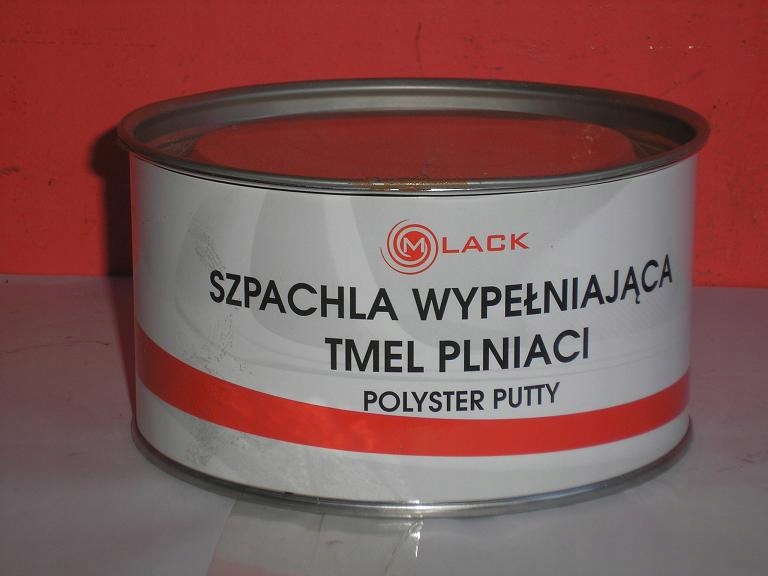 M LACK
SZPACHLA WYPEŁNIAJĄCA
TMEL PLNIACI
POLYSTER PUTTY